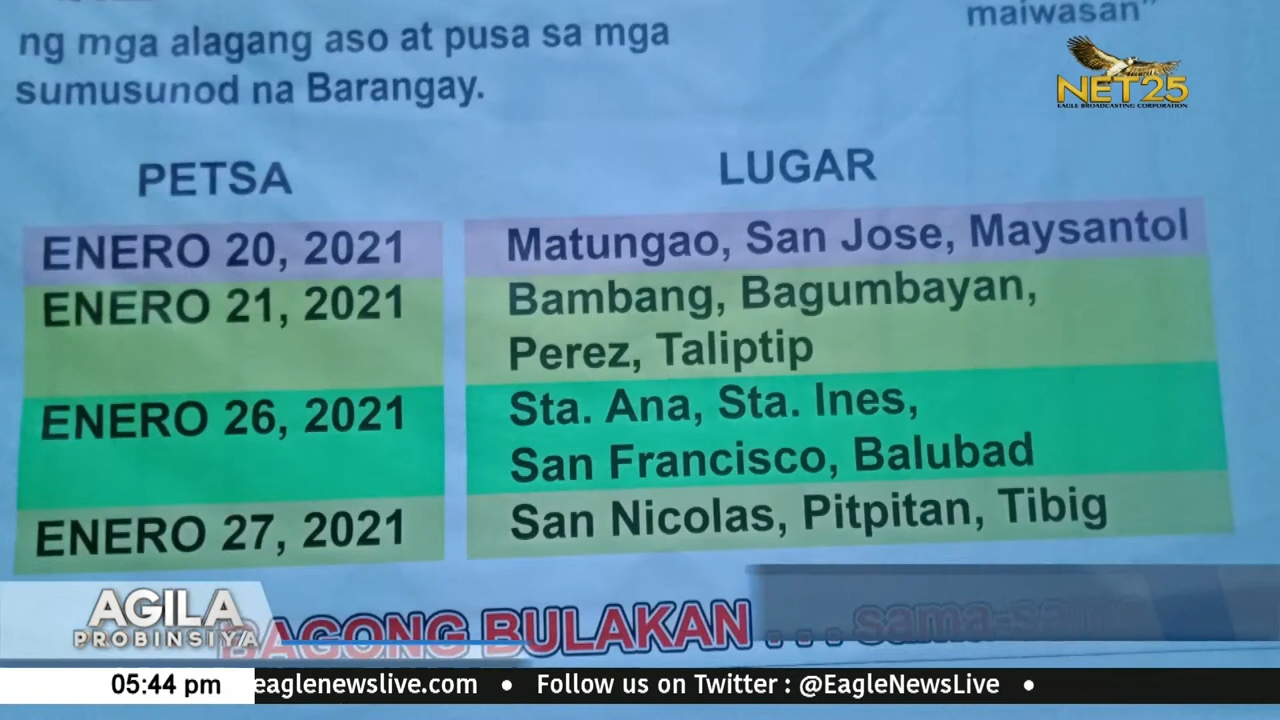 maiwasan"
ng mga alagang aso at pusa sa mga
sumusunod na Barangay.
NET25
EAGLE BROADCASTING CORPORATION
PETSA
LUGAR
ENERO 20, 2021
Matungao, San Jose, Maysantol
ENERO 21, 2021
Bambang, Bagumbayan,
Perez, Taliptip
ENERO 26, 2021
Sta. Ana, Sta. Ines,
San Francisco, Balubad
ENERO 27, 2021
San Nicolas, Pitpitan, Tibig
BAGONG BULAKAN . . . sama-sama
AGILA
PROBINSIYA
05:44 pm
eaglenewslive.com • Follow us on Twitter : @EagleNewsLive •